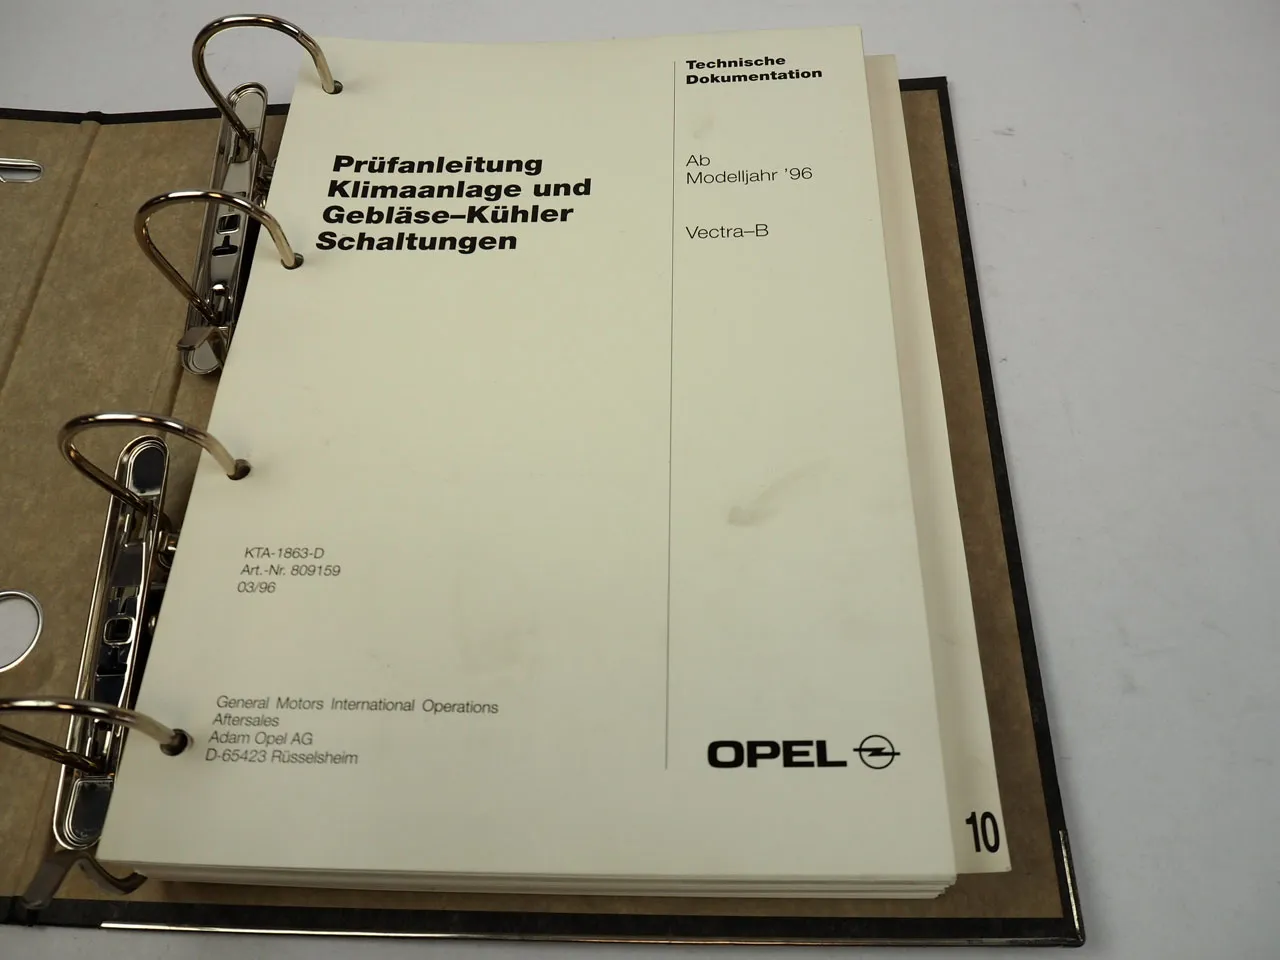 Technische
Dokumentation
Prüfanleitung
Klimaanlage und
Gebläse–Kühler
Schaltungen
Ab
Modelljahr '96
Vectra–B
KTA-1863-D
Art.-Nr. 809159
03/96
General Motors International Operations
Aftersales
Adam Opel AG
D-65423 Rüsselsheim
OPEL
10